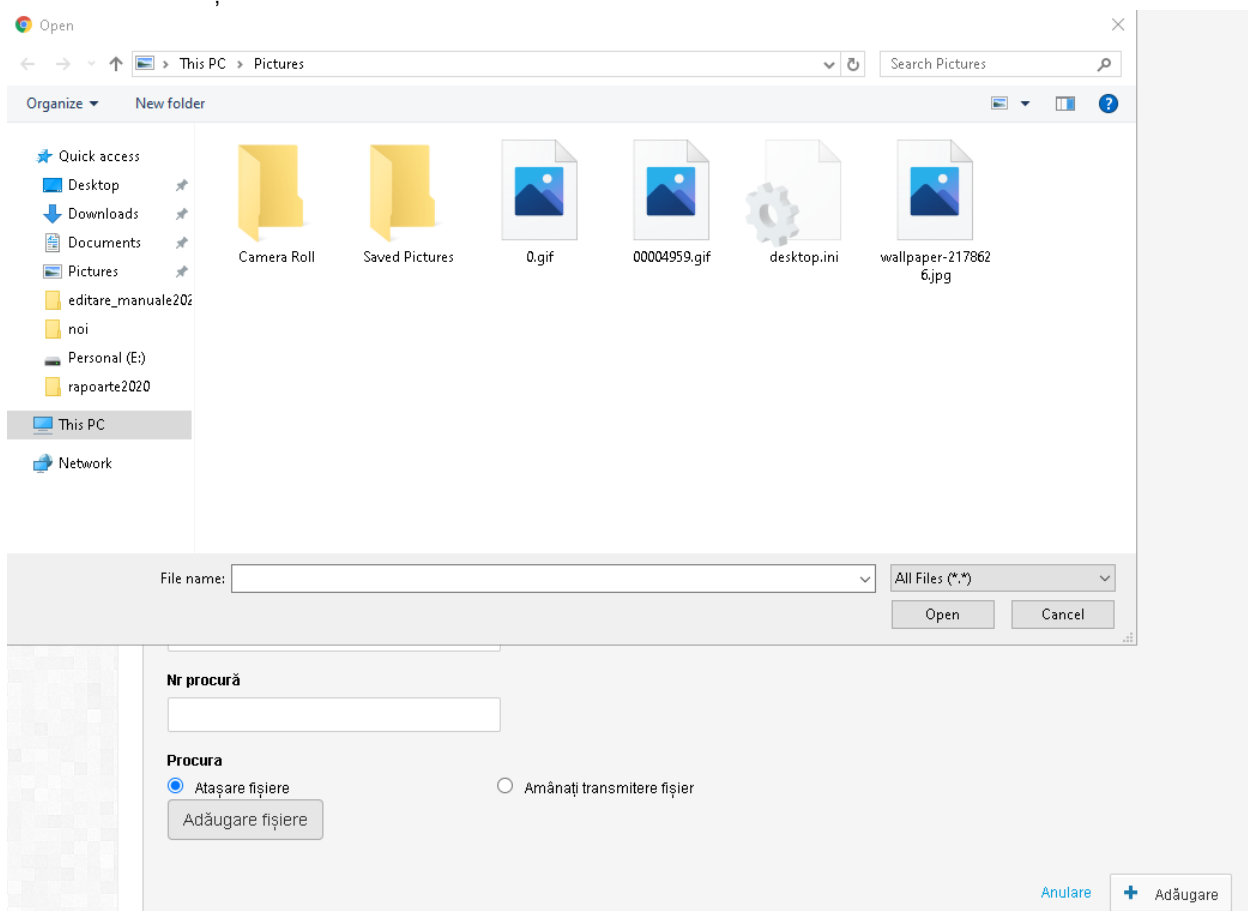 Open
This PC > Pictures
Search Pictures
Organize
New folder
Quick access
Desktop
Downloads
Documents
Pictures
editare_manuale202
noi
Personal (E:)
rapoarte2020
This PC
Network
Camera Roll
Saved Pictures
0.gif
00004959.gif
desktop.ini
wallpaper-217862
6.jpg
File name:
All Files (*.*)
Open
Cancel
Nr procură
Procura
Atașare fișiere
Amânați transmitere fișier
Adăugare fișiere
Anulare
+ Adăugare